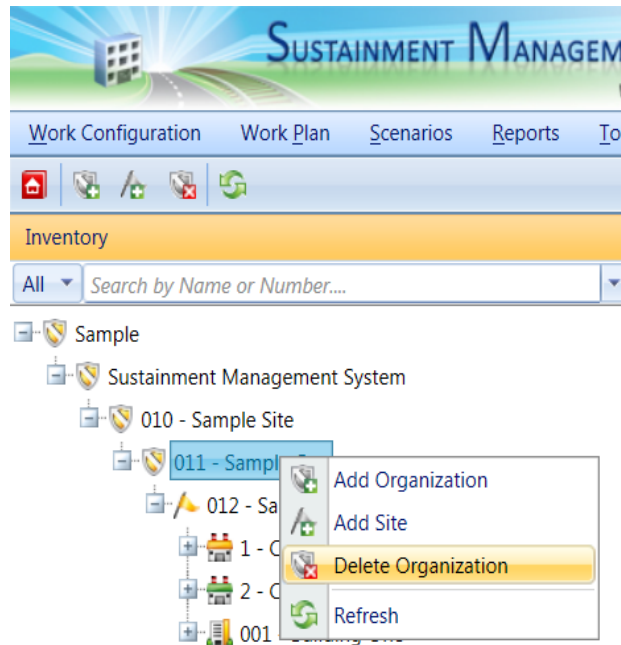 SUSTAINMENT MANAGEM
Work Configuration Work Plan Scenarios Reports To
Inventory
All Search by Name or Number....
Sample
Sustainment Management System
010 - Sample Site
011 - Sampl
Add Organization
012 - Sa
Add Site
1 - C
Delete Organization
2 - C
Refresh
001 -